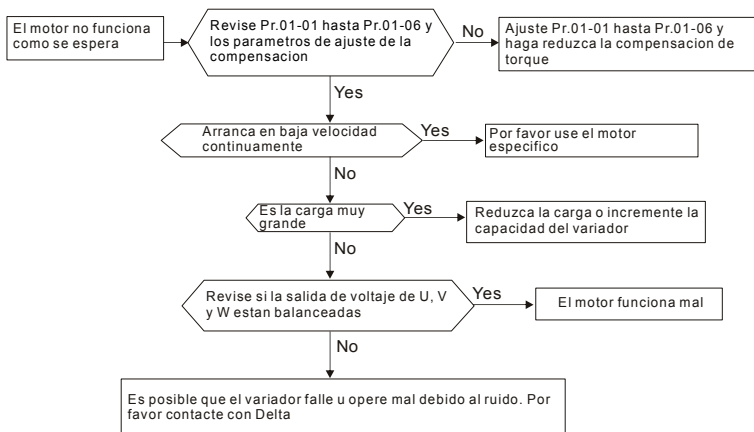 El motor no funciona
como se espera
Revise Pr.01-01 hasta Pr.01-06 y
los parametros de ajuste de la
compensacion
No
Ajuste Pr.01-01 hasta Pr.01-06 y
haga reduzca la compensacion de
torque
Yes
Arranca en baja velocidad
continuamente
Yes
Por favor use el motor
especifico
No
Es la carga muy
grande
Yes
Reduzca la carga o incremente la
capacidad del variador
No
Revise si la salida de voltaje de U, V
y W estan balanceadas
Yes
El motor funciona mal
No
Es posible que el variador falle u opere mal debido al ruido. Por
favor contacte con Delta